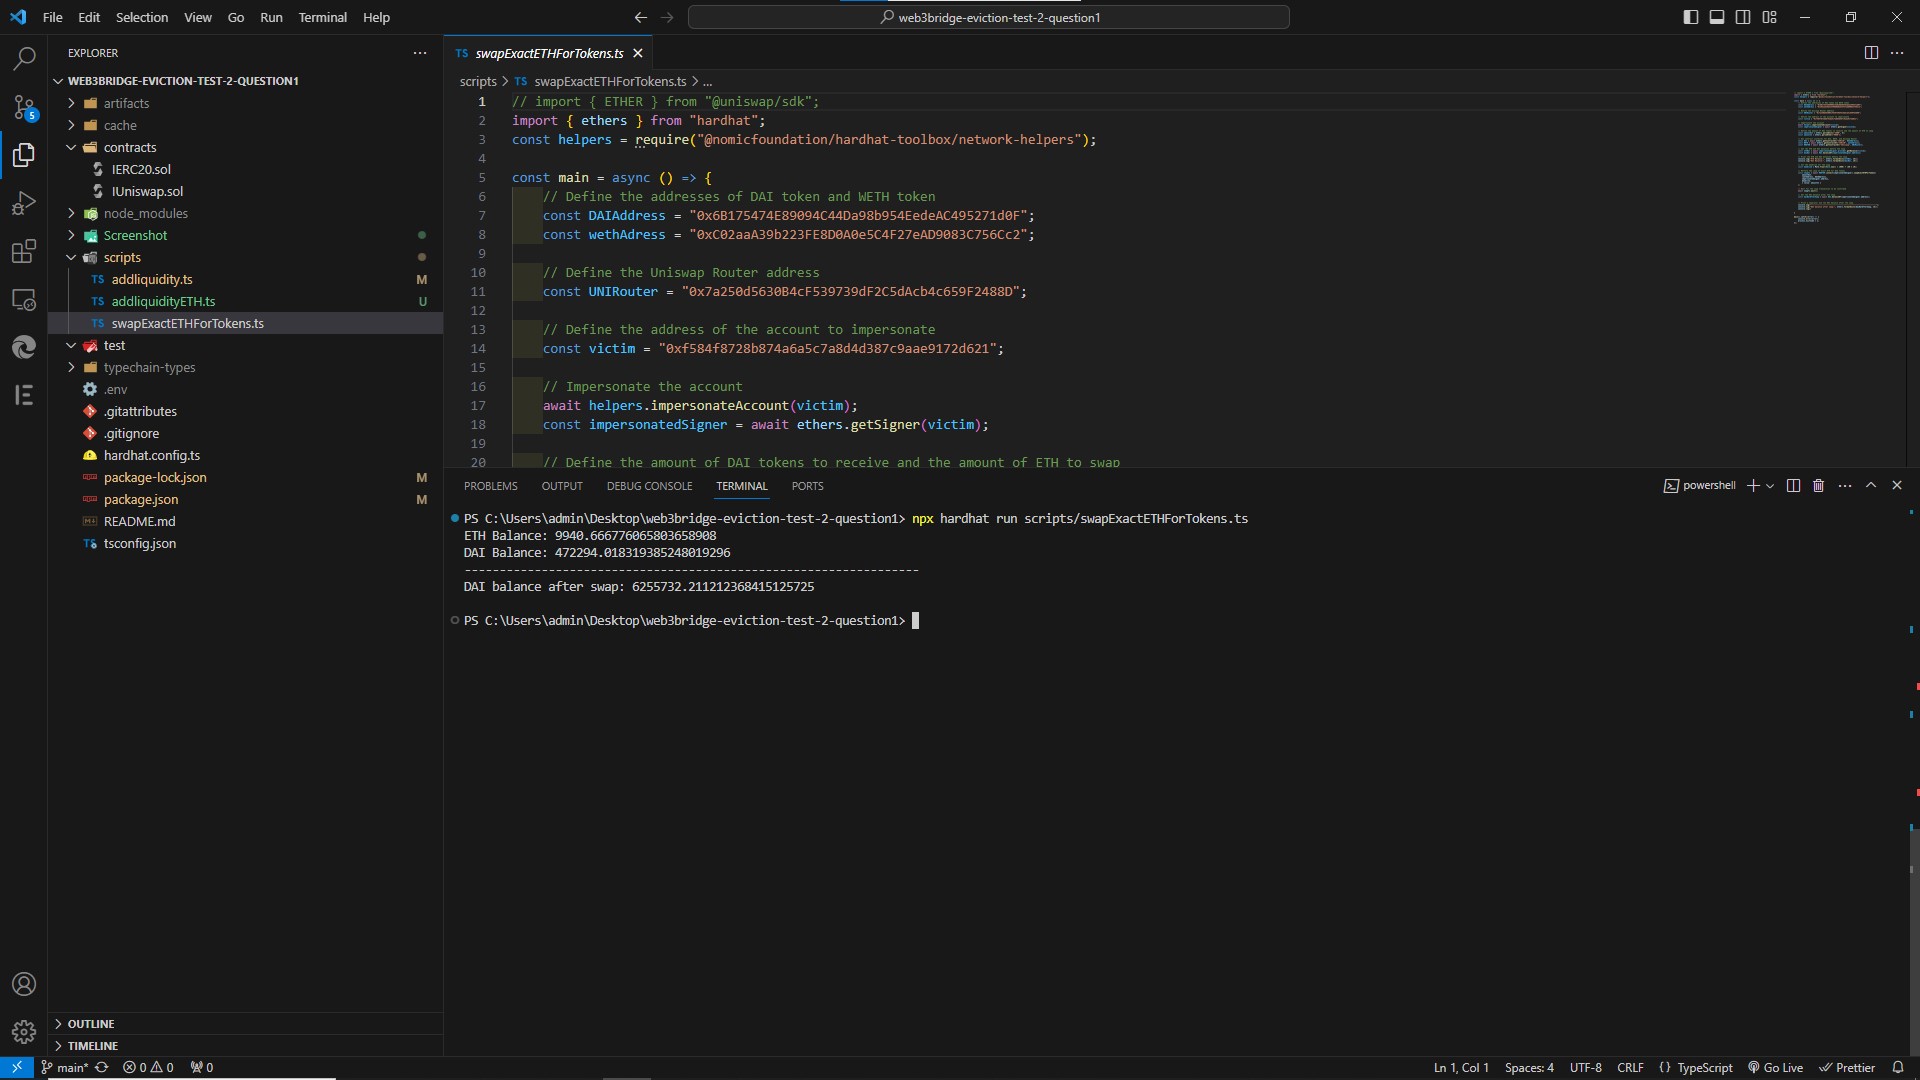 File Edit Selection View Go Run Terminal Help
web3bridge-eviction-test-2-question1
EXPLORER
WEB3BRIDGE-EVICTION-TEST-2-QUESTION1
artifacts
cache
contracts
IERC20.sol
IUniswap.sol
node_modules
Screenshot
scripts
TS addliquidity.ts M
TS addliquidityETH.ts U
TS swapExactETHForTokens.ts
test
typechain-types
.env
.gitattributes
.gitignore
hardhat.config.ts
package-lock.json M
package.json M
README.md
tsconfig.json
OUTLINE
TIMELINE
5
TS swapExactETHForTokens.ts
scripts > TS swapExactETHForTokens.ts > ...
1 // import { ETHER } from "@uniswap/sdk";
2 import { ethers } from "hardhat";
3 const helpers = require("@nomicfoundation/hardhat-toolbox/network-helpers");
4
5 const main = async () => {
6 // Define the addresses of DAI token and WETH token
7 const DAIAddress = "0x6B175474E89094C44Da98b954EedeAC495271d0F";
8 const wethAdress = "0xC02aaA39b223FE8D0A0e5C4F27eAD9083C756Cc2";
9
10 // Define the Uniswap Router address
11 const UNIRouter = "0x7a250d5630B4cF539739dF2C5dAcb4c659F2488D";
12
13 // Define the address of the account to impersonate
14 const victim = "0xf584f8728b874a6a5c7a8d4d387c9aae9172d621";
15
16 // Impersonate the account
17 await helpers.impersonateAccount(victim);
18 const impersonatedSigner = await ethers.getSigner(victim);
19
20 // Define the amount of DAI tokens to receive and the amount of ETH to swap
PROBLEMS OUTPUT DEBUG CONSOLE TERMINAL PORTS
powershell
PS C:\Users\admin\Desktop\web3bridge-eviction-test-2-question1> npx hardhat run scripts/swapExactETHForTokens.ts
ETH Balance: 9940.666776065803658908
DAI Balance: 472294.018319385248019296
-----------------------------------------------------------------
DAI balance after swap: 6255732.211212368415125725
PS C:\Users\admin\Desktop\web3bridge-eviction-test-2-question1>
main* 0 0 0
Ln 1, Col 1 Spaces: 4 UTF-8 CRLF {} TypeScript Go Live Prettier